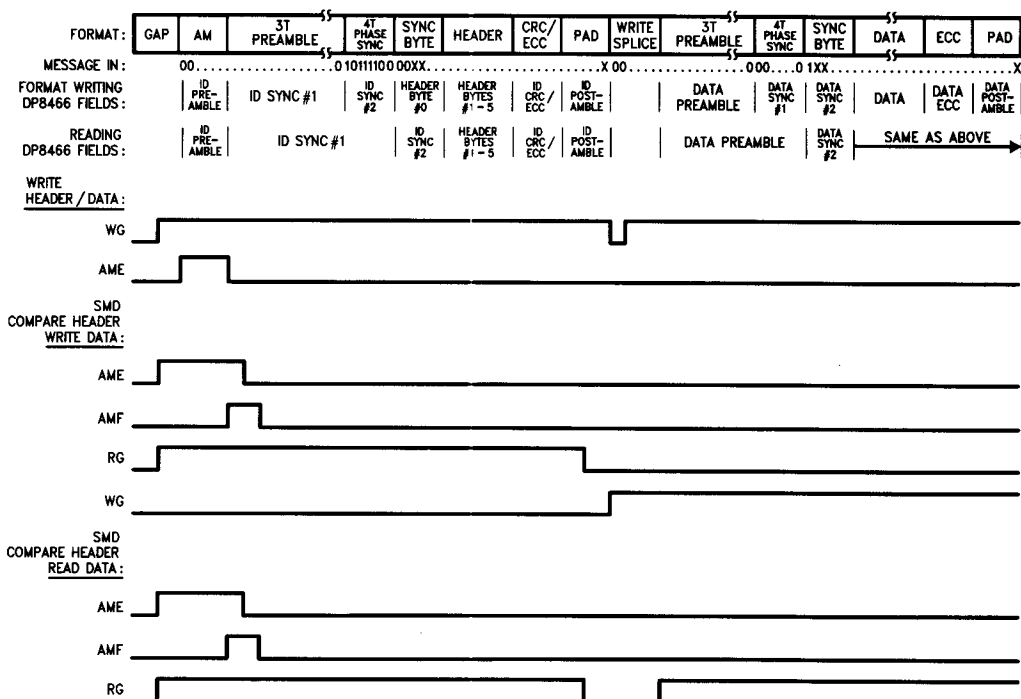 FORMAT: GAP AM 3T PREAMBLE 4T PHASE SYNC SYNC BYTE HEADER CRC/ECC PAD WRITE SPLICE 3T PREAMBLE 4T PHASE SYNC SYNC BYTE DATA ECC PAD
MESSAGE IN: 00......................0 10111100 00XX..............................X 00......................0 00....0 1XX..............................X
FORMAT WRITING DP8466 FIELDS: ID PRE-AMBLE ID SYNC #1 ID SYNC #2 HEADER BYTE #0 HEADER BYTES #1-5 ID CRC/ECC ID POST-AMBLE DATA PREAMBLE DATA SYNC #1 DATA SYNC #2 DATA DATA ECC DATA POST-AMBLE
READING DP8466 FIELDS: ID PRE-AMBLE ID SYNC #1 ID SYNC #2 HEADER BYTES #1-5 ID CRC/ECC ID POST-AMBLE DATA PREAMBLE DATA SYNC #2 SAME AS ABOVE
WRITE
HEADER/DATA:
WG
AME
SMD
COMPARE HEADER
WRITE DATA:
AME
AMF
RG
WG
SMD
COMPARE HEADER
READ DATA:
AME
AMF
RG